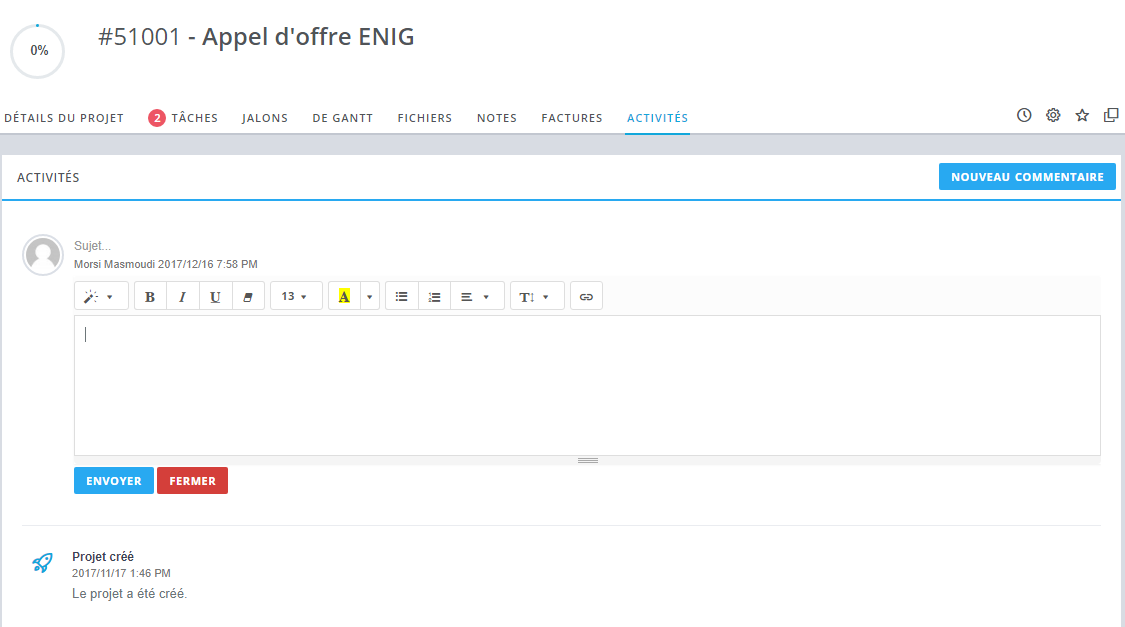 0%
#51001 - Appel d'offre ENIG
DÉTAILS DU PROJET 2 TÂCHES JALONS DE GANTT FICHIERS NOTES FACTURES ACTIVITÉS
ACTIVITÉS NOUVEAU COMMENTAIRE
Sujet...
Morsi Masmoudi 2017/12/16 7:58 PM
B I U 13 A T
ENVOYER FERMER
Projet créé
2017/11/17 1:46 PM
Le projet a été créé.